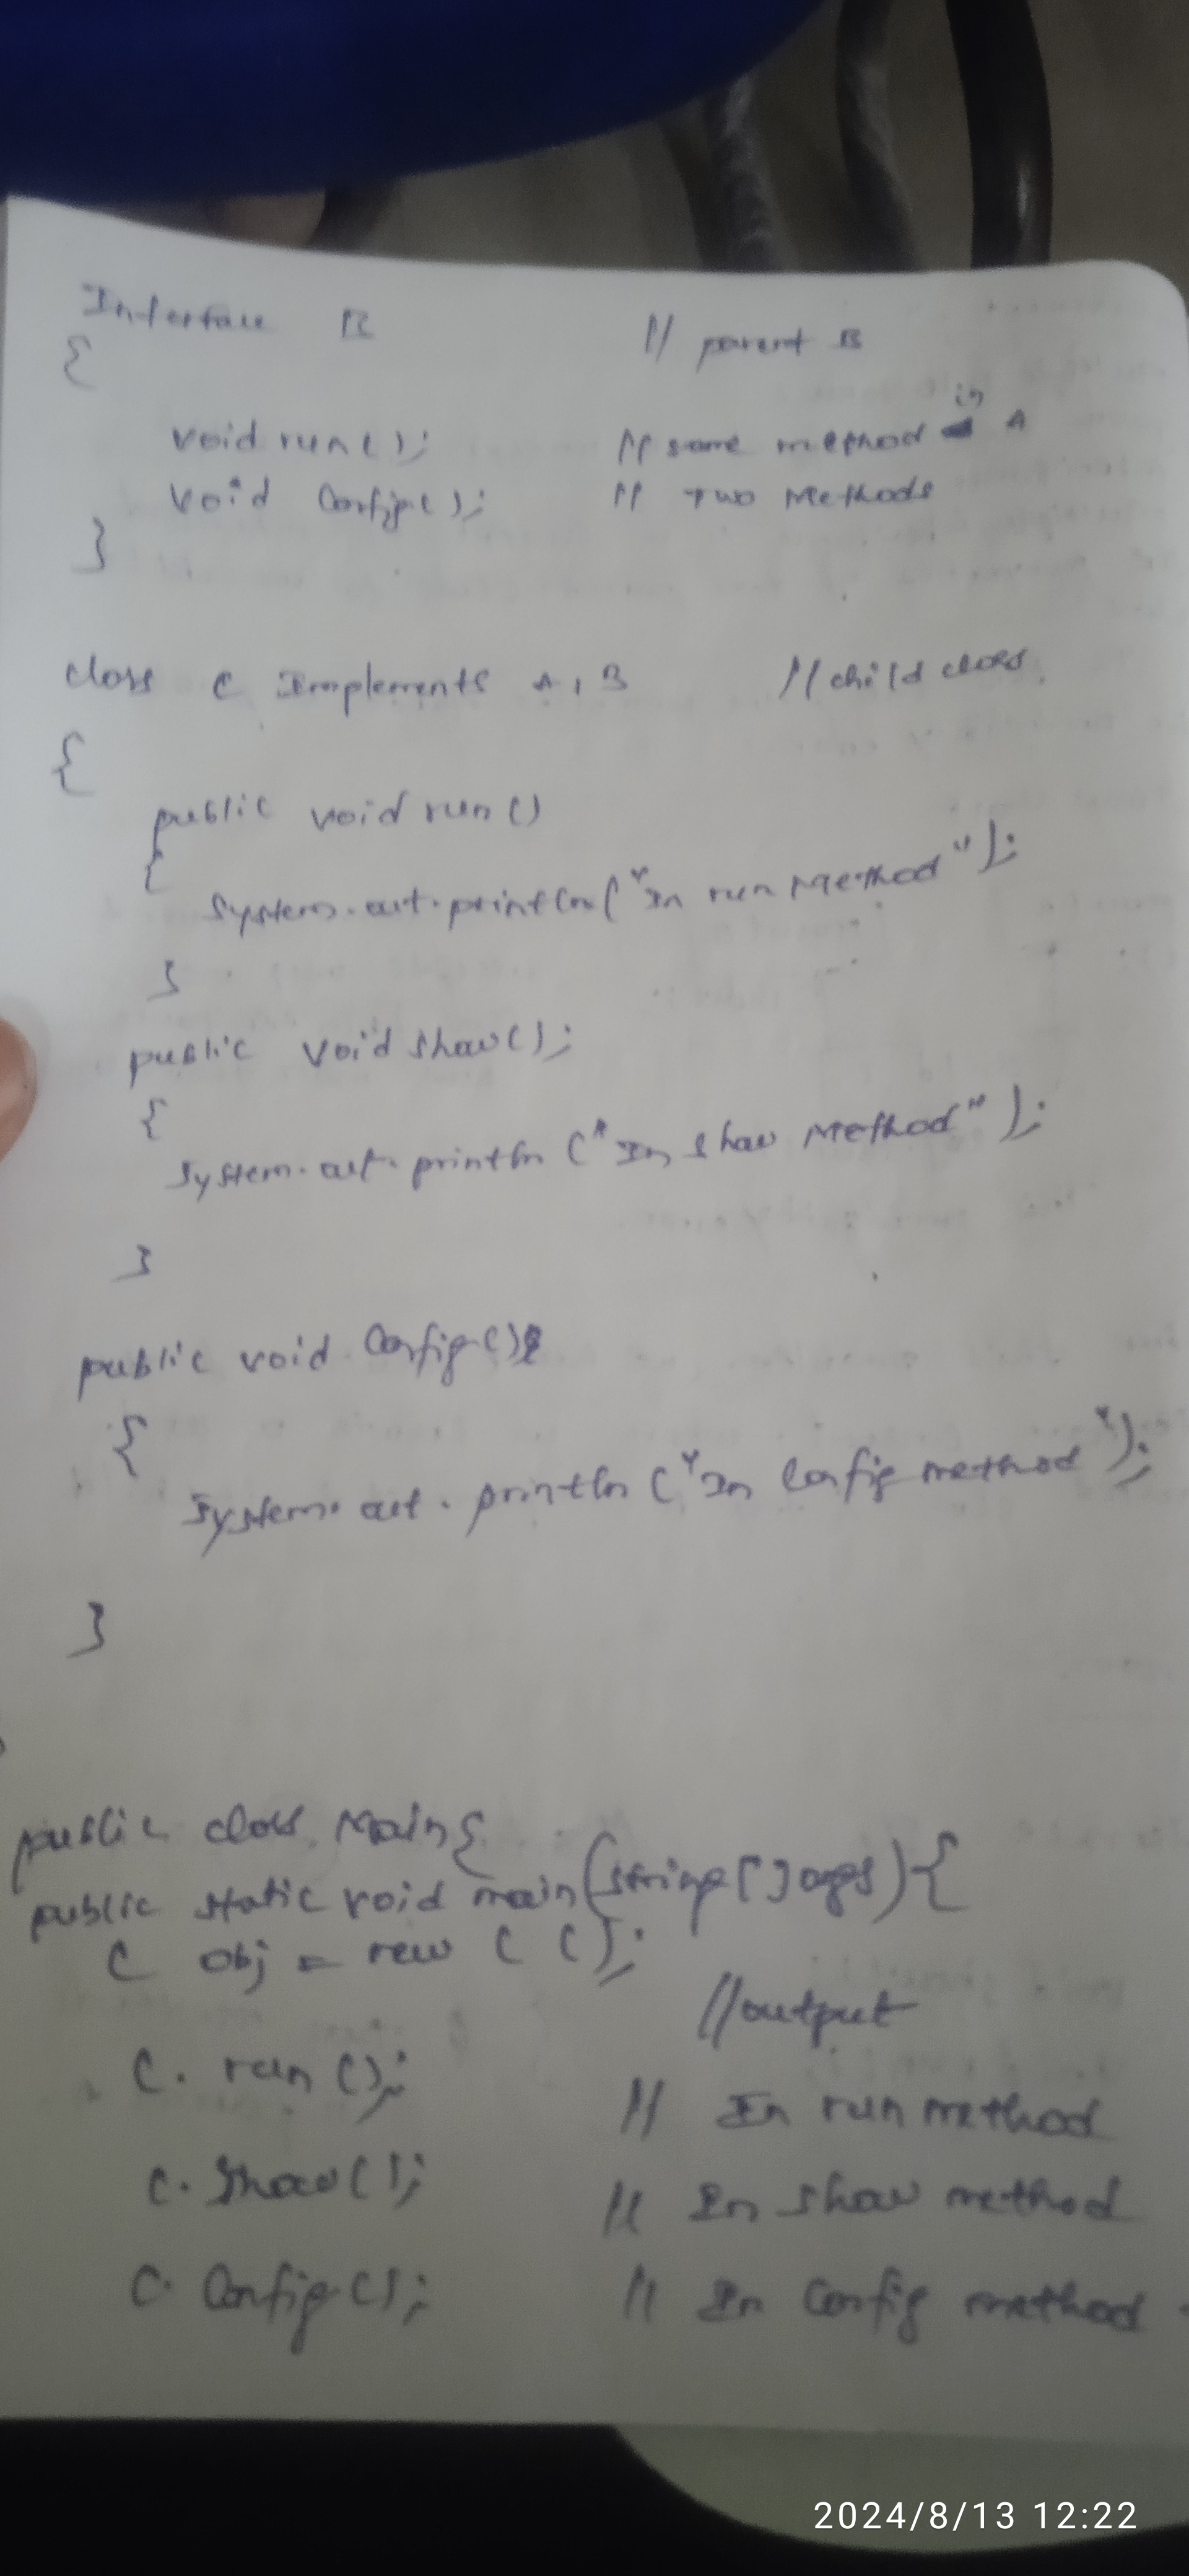 Interface B // parent B
{
void run(); // same method in A
void Config(); // Two Methods
}
class C Implements A, B // child class
{
public void run()
{
System.out.println("In run Method");
}
public void show();
{
System.out.println("In show Method");
}
public void Config()
{
System.out.println("In Config method");
}
public class Main{
public static void main(string[]args){
C obj = new C();
//output
C. run(); // In run method
C. Show(); // In show method
C. Config(); // In Config method
2024/8/13 12:22